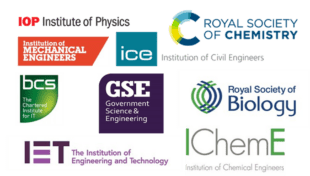 IOP Institute of Physics
ROYAL SOCIETY
OF CHEMISTRY
Institution of
MECHANICAL
ENGINEERS
ice
Institution of Civil Engineers
bcs
The
Chartered
Institute
for IT
GSE
Government
Science &
Engineering
Royal Society of
Biology
IET
The Institution of
Engineering and Technology
IChemE
Institution of Chemical Engineers